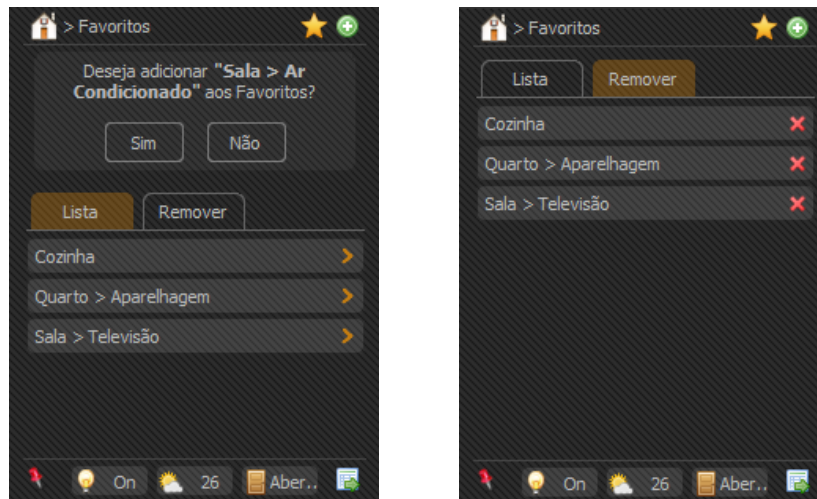 > Favoritos
Deseja adicionar "Sala > Ar
Condicionado" aos Favoritos?
Sim Não
Lista Remover
Cozinha
Quarto > Aparelhagem
Sala > Televisão
On 26 Aber..
> Favoritos
Lista Remover
Cozinha
Quarto > Aparelhagem
Sala > Televisão
On 26 Aber..